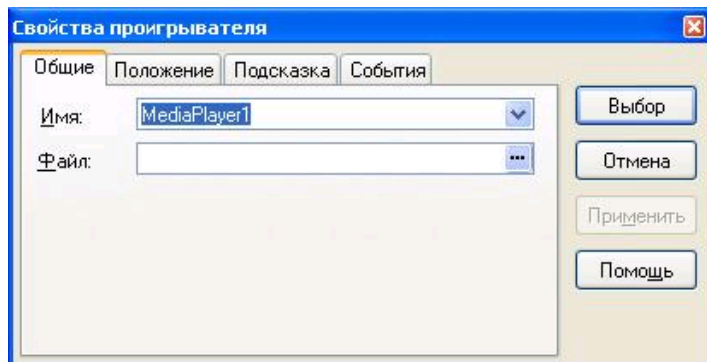 Свойства проигрывателя
Общие Положение Подсказка События
Имя: MediaPlayer1
Файл: ...
Выбор
Отмена
Применить
Помощь